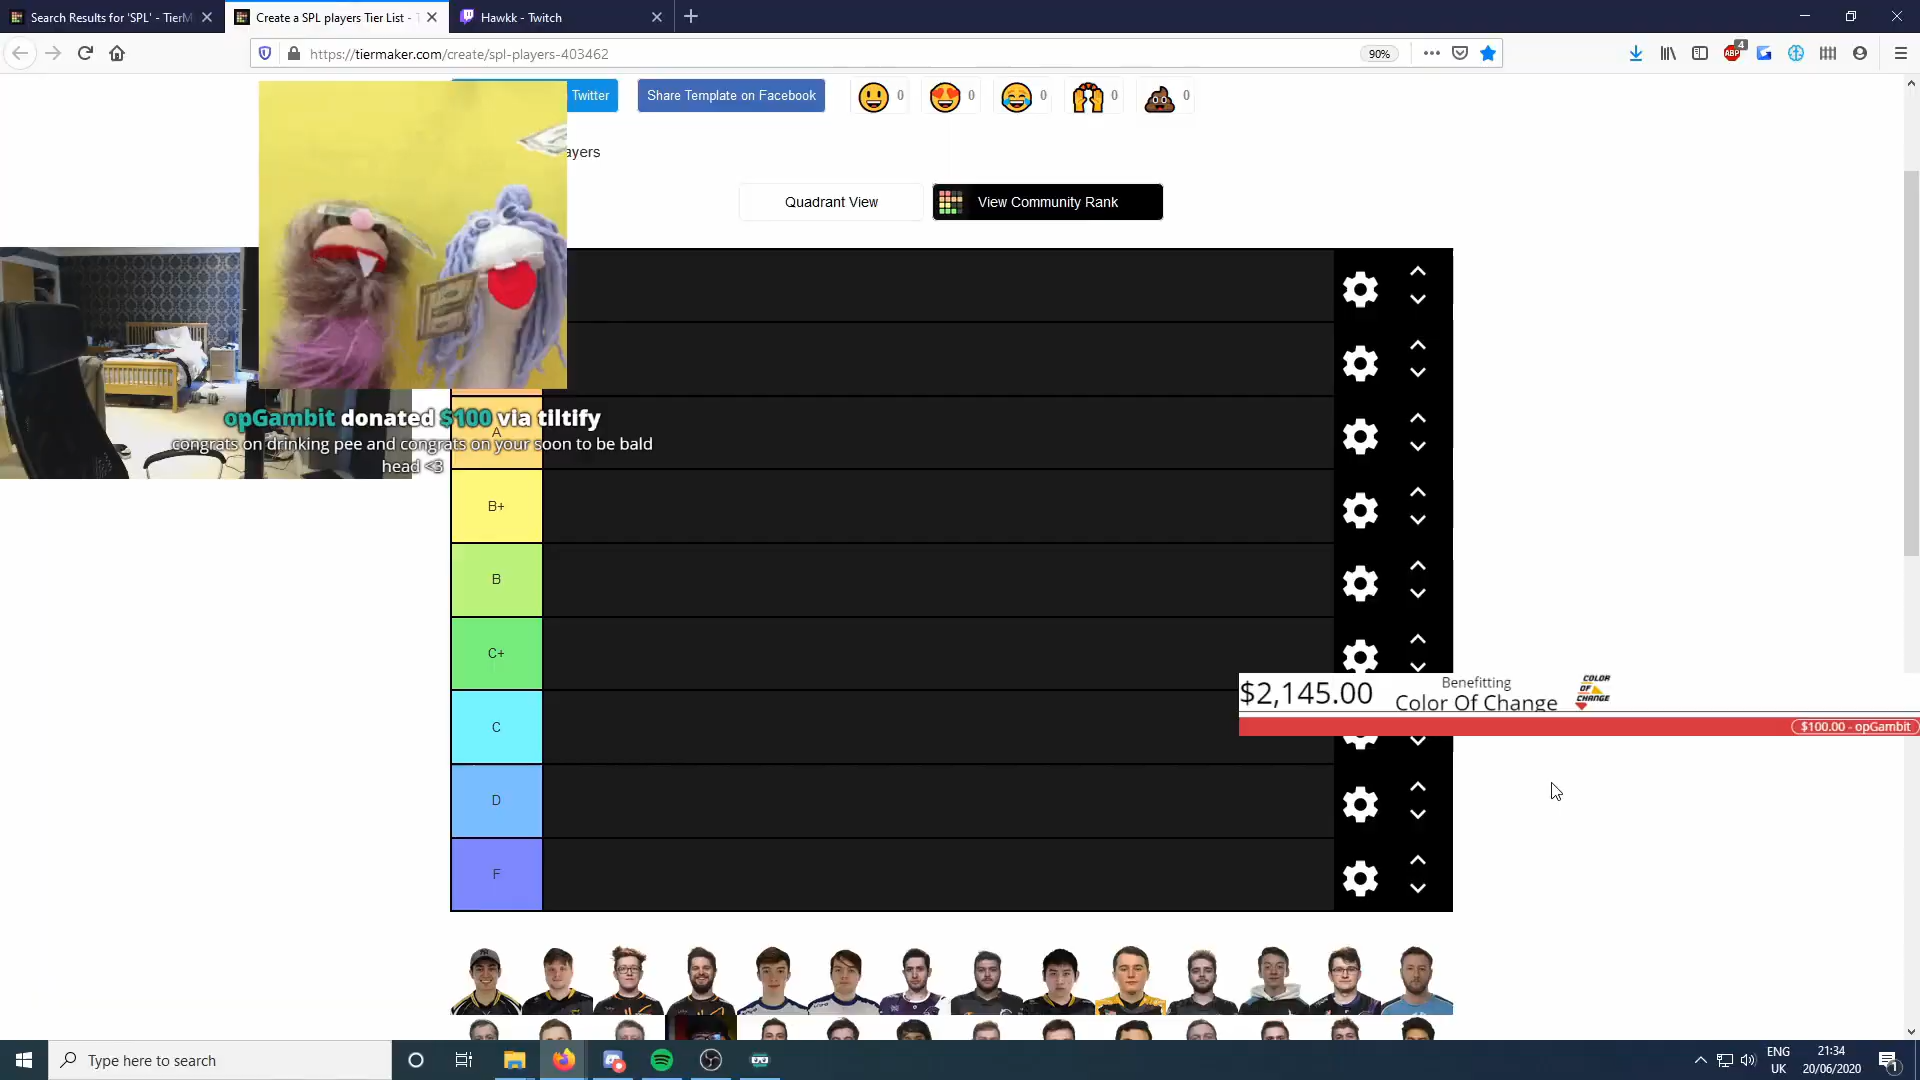 Search Results for 'SPL' - TierM
Create a SPL players Tier List -
Hawkk - Twitch
https://tiermaker.com/create/spl-players-403462
90%
4
Twitter
Share Template on Facebook
0
0
0
0
0
ayers
Quadrant View
View Community Rank
opGambit donated $100 via tiltify
congrats on drinking pee and congrats on your soon to be bald
head <3
A
B+
B
C+
C
D
F
$2,145.00
Benefitting
Color Of Change
COLOR
OF
CHANGE
$100.00 - opGambit
Type here to search
ENG
UK
21:34
20/06/2020
1